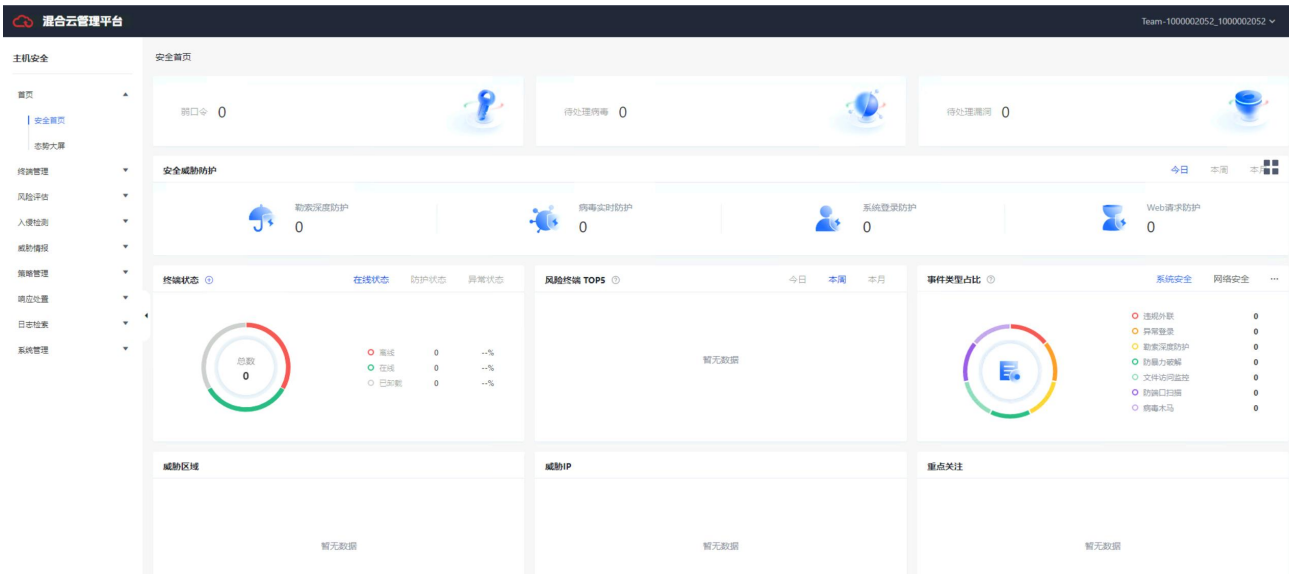 混合云管理平台
Team-1000002052_1000002052
主机安全
首页
安全首页
态势大屏
终端管理
风险评估
入侵检测
威胁情报
策略管理
响应处置
日志检索
系统管理
安全首页
弱口令 0
待处理病毒 0
待处理漏洞 0
安全威胁防护
今日 本周 本月
勒索深度防护
0
病毒实时防护
0
系统登录防护
0
Web请求防护
0
终端状态
在线状态 防护状态 异常状态
总数
0
离线 0 --%
在线 0 --%
已卸载 0 --%
风险终端 TOP5
今日 本周 本月
暂无数据
事件类型占比
系统安全 网络安全 ···
违规外联 0
异常登录 0
勒索深度防护 0
防暴力破解 0
文件访问监控 0
防端口扫描 0
病毒木马 0
威胁区域
暂无数据
威胁IP
暂无数据
重点关注
暂无数据